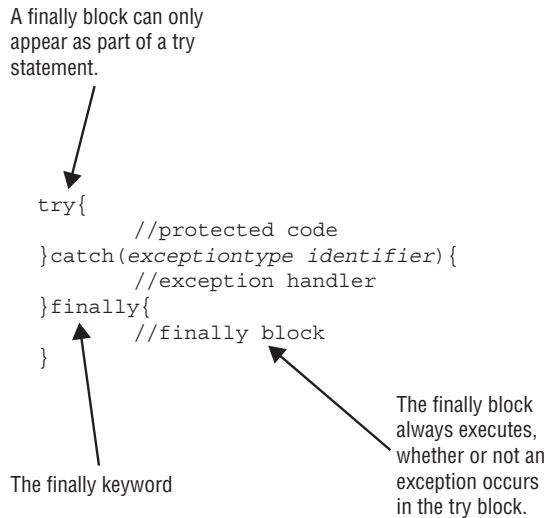 A finally block can only
appear as part of a try
statement.
try{
//protected code
}catch(exceptiontype identifier){
//exception handler
}finally{
//finally block
}
The finally keyword
The finally block
always executes,
whether or not an
exception occurs
in the try block.